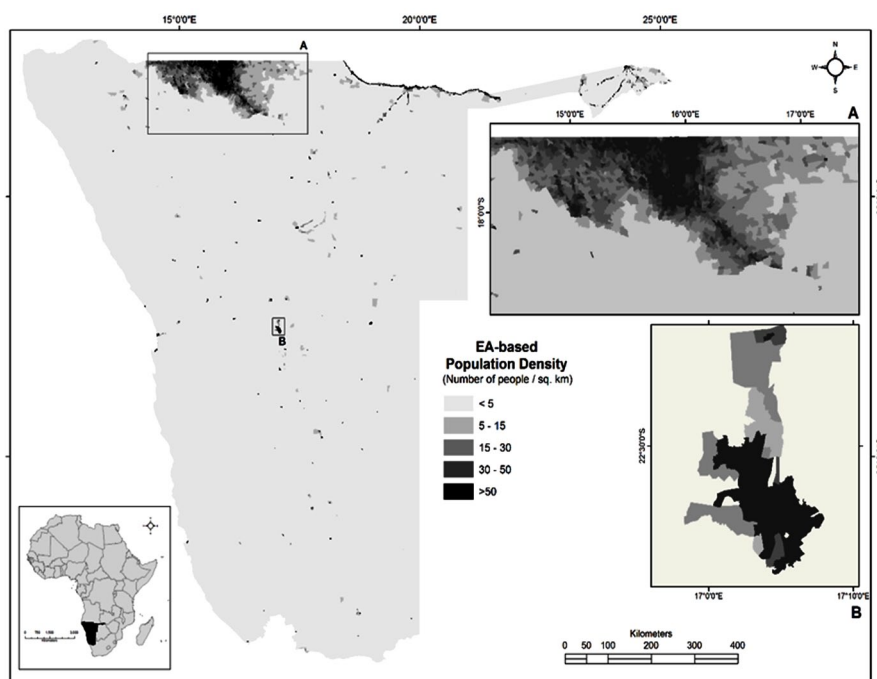 15°0'0"E 20°0'0"E 25°0'0"E
A
N
W E
S
A
15°0'0"E 16°0'0"E 17°0'0"E
18°0'0"S
B
EA-based
Population Density
(Number of people / sq. km)
< 5
5 - 15
15 - 30
30 - 50
>50
22°30'0"S
17°0'0"E 17°10'0"E
B
Kilometers
0 50 100 200 300 400